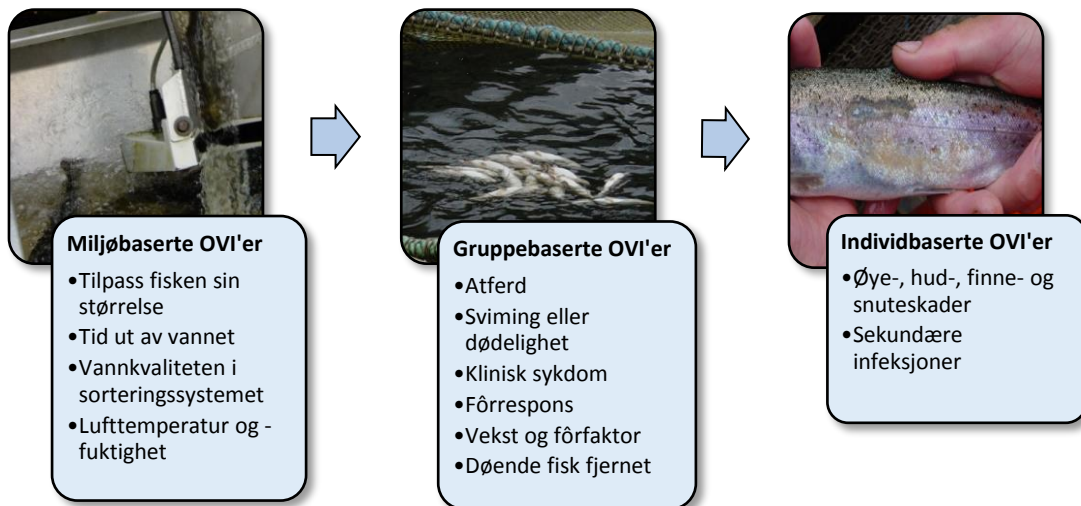 Miljøbaserte OVI'er
•Tilpass fisken sin
størrelse
•Tid ut av vannet
•Vannkvaliteten i
sorteringssystemet
•Lufttemperatur og -
fuktighet
Gruppebaserte OVI'er
•Atferd
•Sviming eller
dødelighet
•Klinisk sykdom
•Fôrrespons
•Vekst og fôrfaktor
•Døende fisk fjernet
Individbaserte OVI'er
•Øye-, hud-, finne- og
snuteskader
•Sekundære
infeksjoner